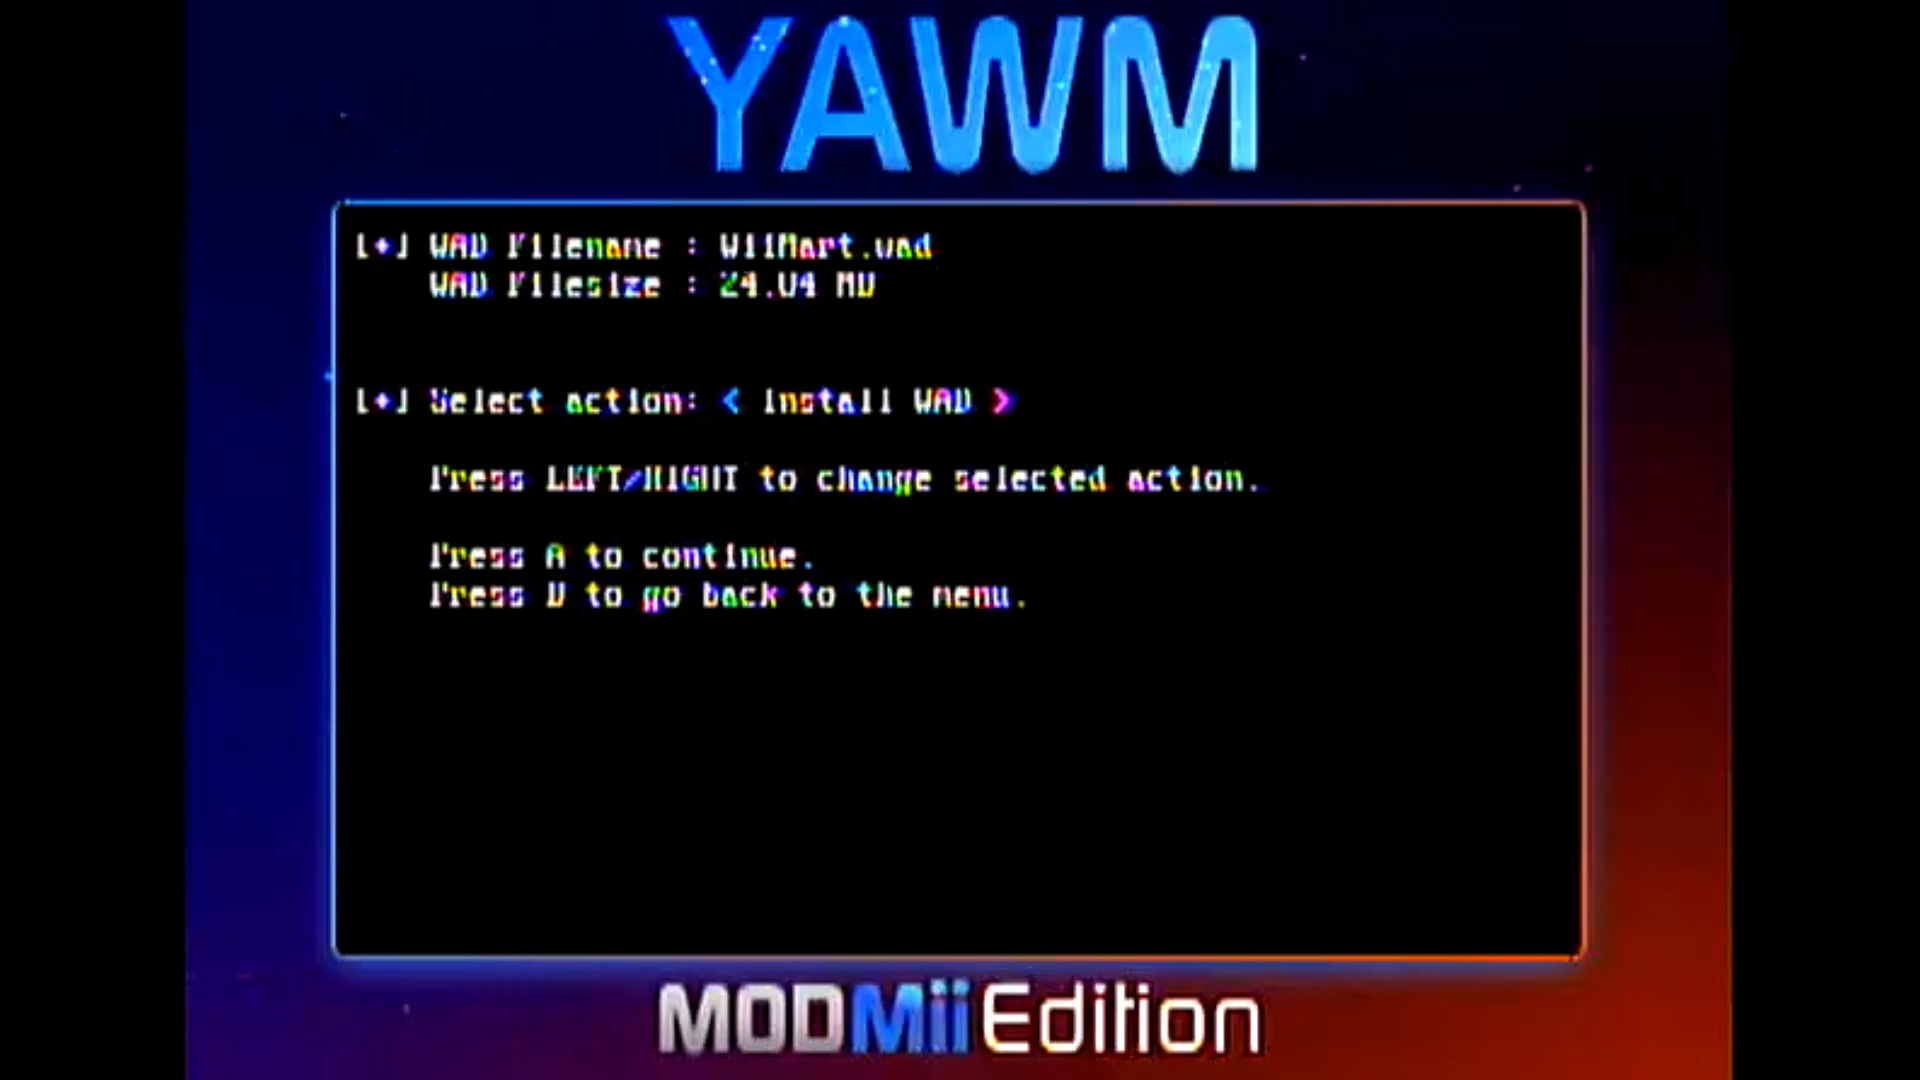 YAWM
[+] WAD Filename : WiiMart.wad
WAD Filesize : 24.04 MB
[+] Select action: < Install WAD >
Press LEFT/RIGHT to change selected action.
Press A to continue.
Press B to go back to the menu.
MODMii Edition